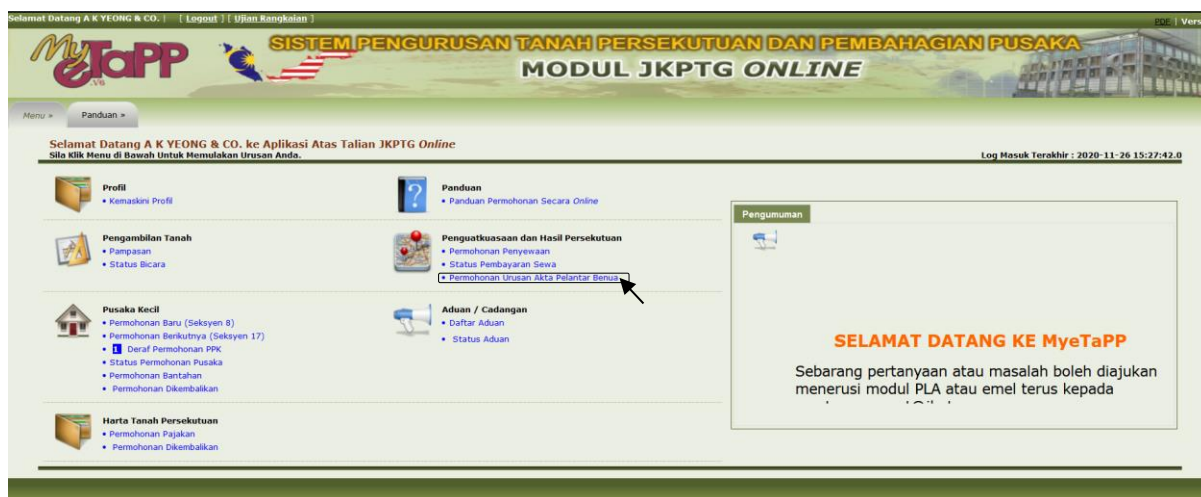 Selamat Datang A K YEONG & CO. | [ Logout ] [ Ujian Rangkaian ]
PDF | Vers
MyeTaPP
SISTEM PENGURUSAN TANAH PERSEKUTUAN DAN PEMBAHAGIAN PUSAKA
MODUL JKPTG ONLINE
Menu » Panduan »
Selamat Datang A K YEONG & CO. ke Aplikasi Atas Talian JKPTG Online
Sila Klik Menu di Bawah Untuk Memulakan Urusan Anda.
Log Masuk Terakhir : 2020-11-26 15:27:42.0
Profil
• Kemaskini Profil
Panduan
• Panduan Permohonan Secara Online
Pengambilan Tanah
• Pampasan
• Status Bicara
Penguatkuasaan dan Hasil Persekutuan
• Permohonan Penyewaan
• Status Pembayaran Sewa
• Permohonan Urusan Akta Pelantar Benua
Pusaka Kecil
• Permohonan Baru (Seksyen 8)
• Permohonan Berikutnya (Seksyen 17)
• 1 Deraf Permohonan PPK
• Status Permohonan Pusaka
• Permohonan Bantahan
• Permohonan Dikembalikan
Aduan / Cadangan
• Daftar Aduan
• Status Aduan
Harta Tanah Persekutuan
• Permohonan Pajakan
• Permohonan Dikembalikan
Pengumuman
SELAMAT DATANG KE MyeTaPP
Sebarang pertanyaan atau masalah boleh diajukan
menerusi modul PLA atau emel terus kepada